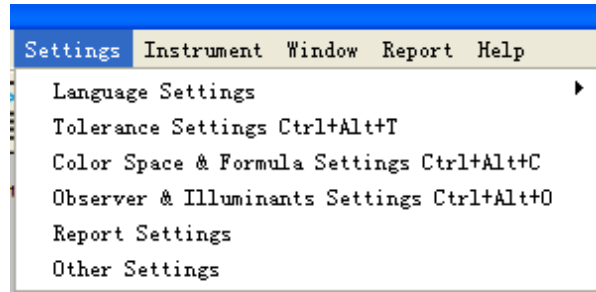 Settings Instrument Window Report Help
Language Settings
Tolerance Settings Ctrl+Alt+T
Color Space & Formula Settings Ctrl+Alt+C
Observer & Illuminants Settings Ctrl+Alt+O
Report Settings
Other Settings